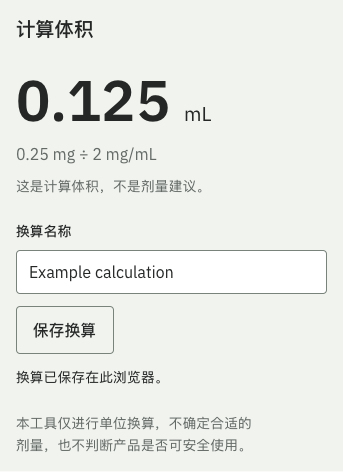 计算体积
0.125 mL
0.25 mg ÷ 2 mg/mL
这是计算体积，不是剂量建议。
换算名称
Example calculation
保存换算
换算已保存在此浏览器。
本工具仅进行单位换算，不确定合适的
剂量，也不判断产品是否可安全使用。